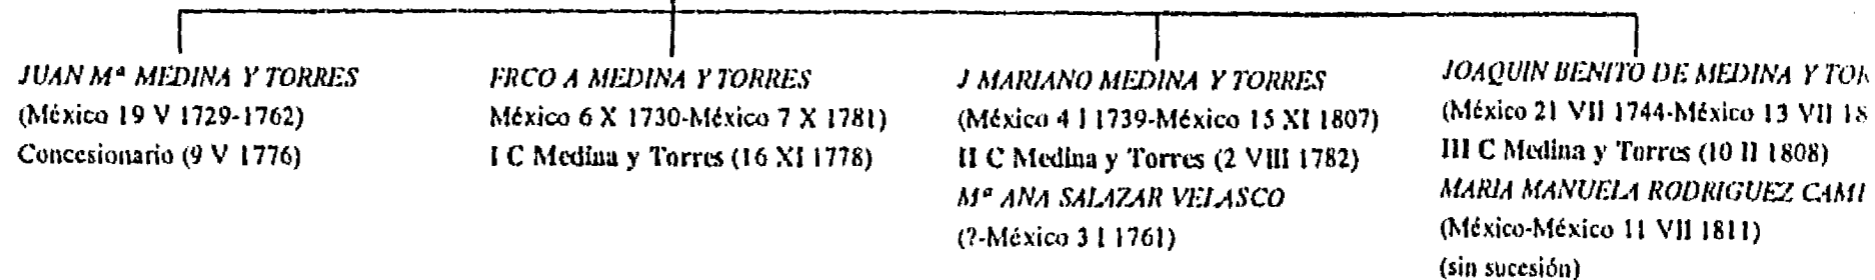 JUAN Mª MEDINA Y TORRES
(México 19 V 1729-1762)
Concesionario (9 V 1776)
FRCO A MEDINA Y TORRES
México 6 X 1730-México 7 X 1781)
I C Medina y Torres (16 XI 1778)
J MARIANO MEDINA Y TORRES
(México 4 I 1739-México 15 XI 1807)
II C Medina y Torres (2 VIII 1782)
Mª ANA SALAZAR VELASCO
(?-México 3 I 1761)
JOAQUIN BENITO DE MEDINA Y
(México 21 VII 1744-México 13 VII
III C Medina y Torres (10 II 1808)
MARIA MANUELA RODRIGUEZ
(México-México 11 VII 1811)
(sin sucesión)